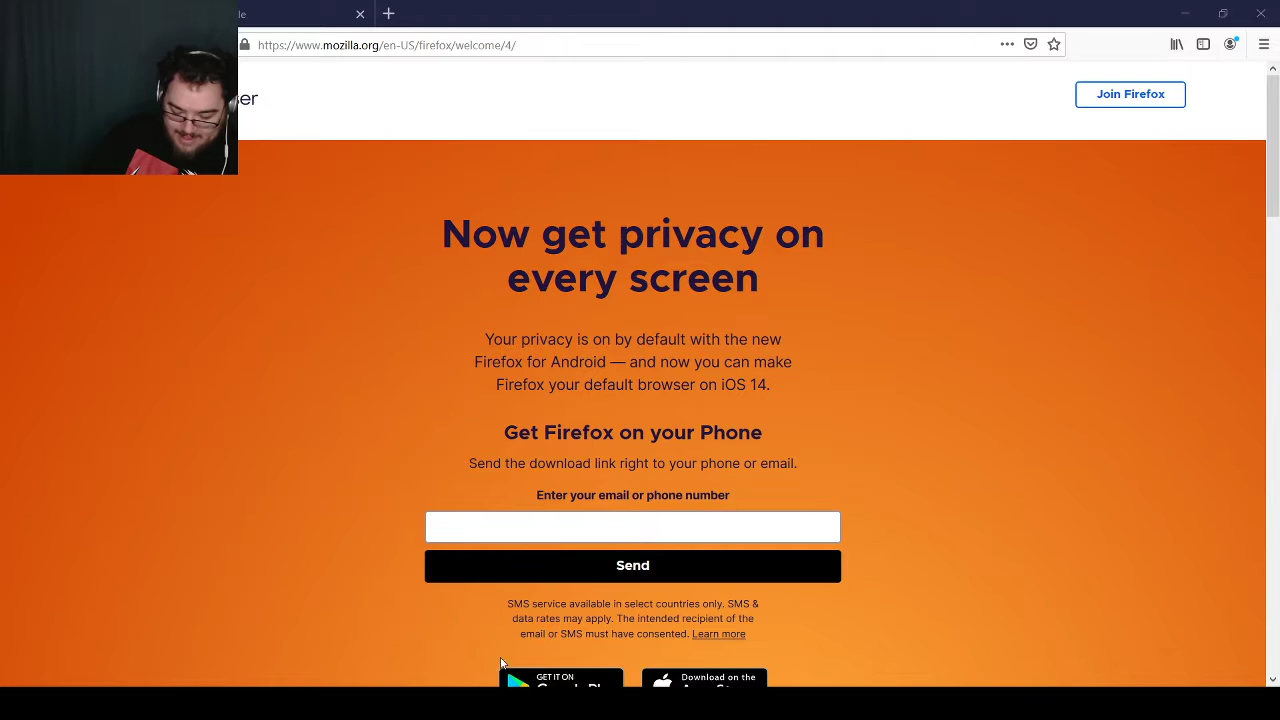 le
https://www.mozilla.org/en-US/firefox/welcome/4/
ser
Join Firefox
Now get privacy on
every screen
Your privacy is on by default with the new
Firefox for Android — and now you can make
Firefox your default browser on iOS 14.
Get Firefox on your Phone
Send the download link right to your phone or email.
Enter your email or phone number
Send
SMS service available in select countries only. SMS &
data rates may apply. The intended recipient of the
email or SMS must have consented. Learn more
GET IT ON
Download on the